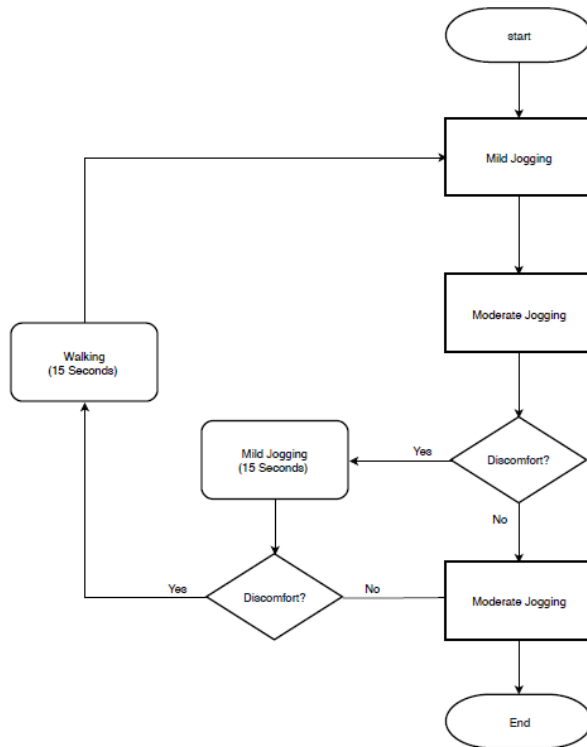 start
Mild Jogging
Moderate Jogging
Walking
(15 Seconds)
Mild Jogging
(15 Seconds)
Yes
Discomfort?
No
Yes
Discomfort?
No
Moderate Jogging
End